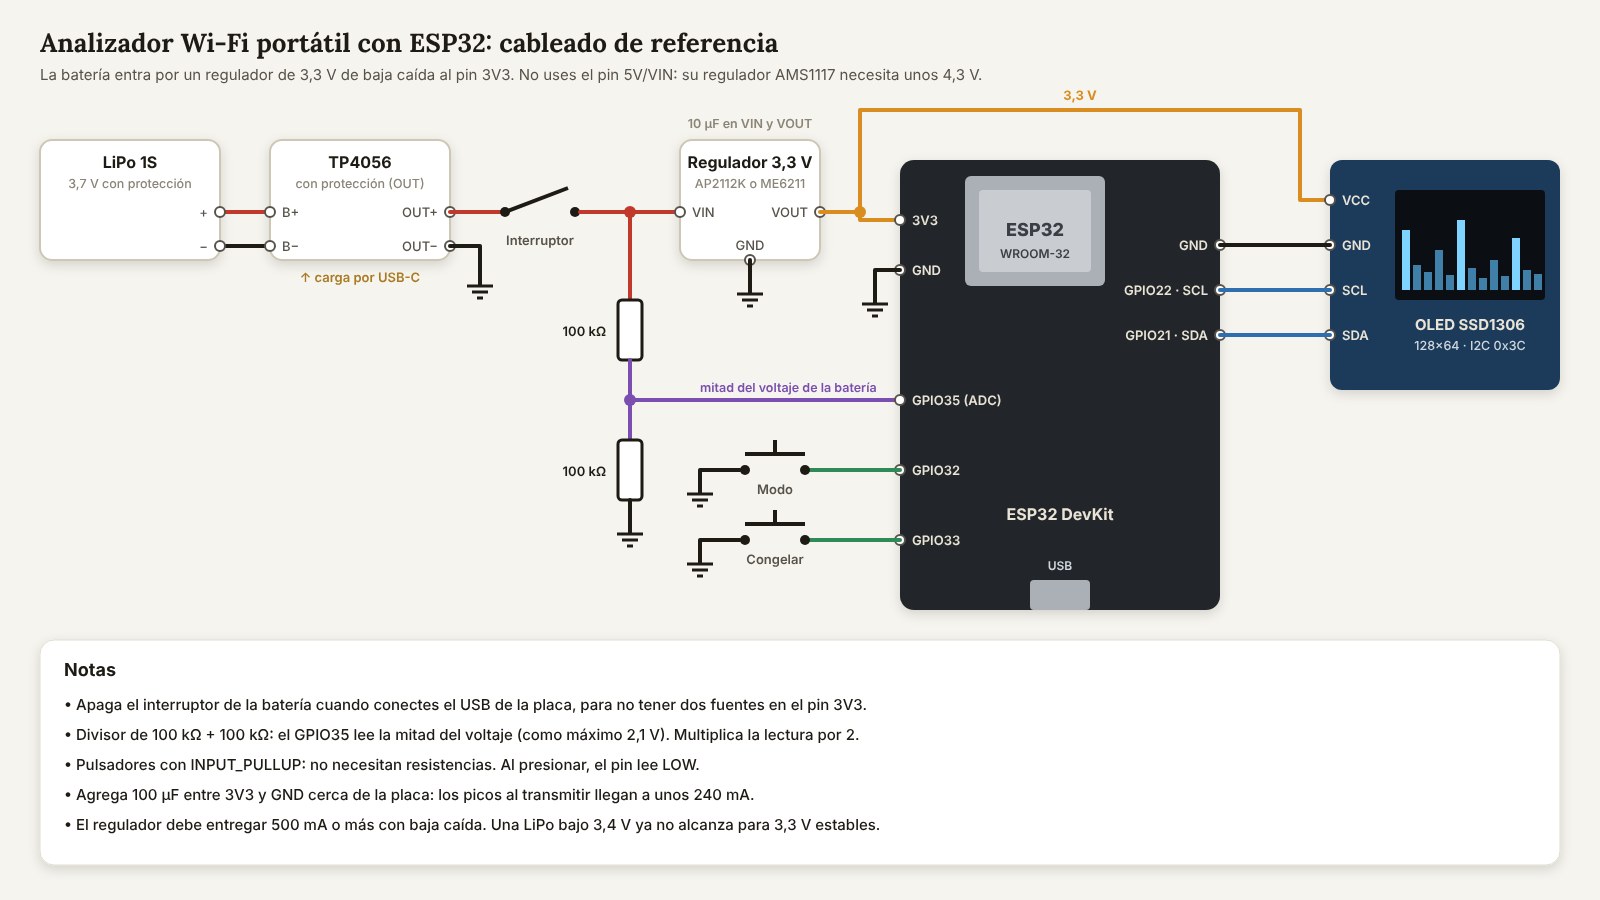 Analizador Wi-Fi portátil con ESP32: cableado de referencia
La batería entra por un regulador de 3,3 V de baja caída al pin 3V3. No uses el pin 5V/VIN: su regulador AMS1117 necesita unos 4,3 V.
3,3 V
10 µF en VIN y VOUT
LiPo 1S
3,7 V con protección
+
−
TP4056
con protección (OUT)
B+
OUT+
B−
OUT−
↑ carga por USB-C
Interruptor
Regulador 3,3 V
AP2112K o ME6211
VIN
VOUT
GND
100 kΩ
mitad del voltaje de la batería
100 kΩ
Modo
Congelar
3V3
GND
GPIO35 (ADC)
GPIO32
GPIO33
ESP32
WROOM-32
GND
GPIO22 · SCL
GPIO21 · SDA
ESP32 DevKit
USB
VCC
GND
SCL
SDA
OLED SSD1306
128×64 · I2C 0x3C
Notas
• Apaga el interruptor de la batería cuando conectes el USB de la placa, para no tener dos fuentes en el pin 3V3.
• Divisor de 100 kΩ + 100 kΩ: el GPIO35 lee la mitad del voltaje (como máximo 2,1 V). Multiplica la lectura por 2.
• Pulsadores con INPUT_PULLUP: no necesitan resistencias. Al presionar, el pin lee LOW.
• Agrega 100 µF entre 3V3 y GND cerca de la placa: los picos al transmitir llegan a unos 240 mA.
• El regulador debe entregar 500 mA o más con baja caída. Una LiPo bajo 3,4 V ya no alcanza para 3,3 V estables.